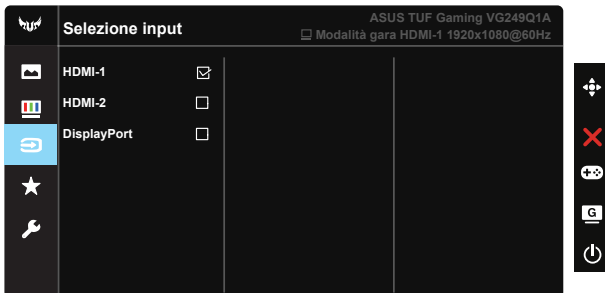 Selezione input
ASUS TUF Gaming VG249Q1A
Modalità gara HDMI-1 1920x1080@60Hz
HDMI-1
HDMI-2
DisplayPort
G